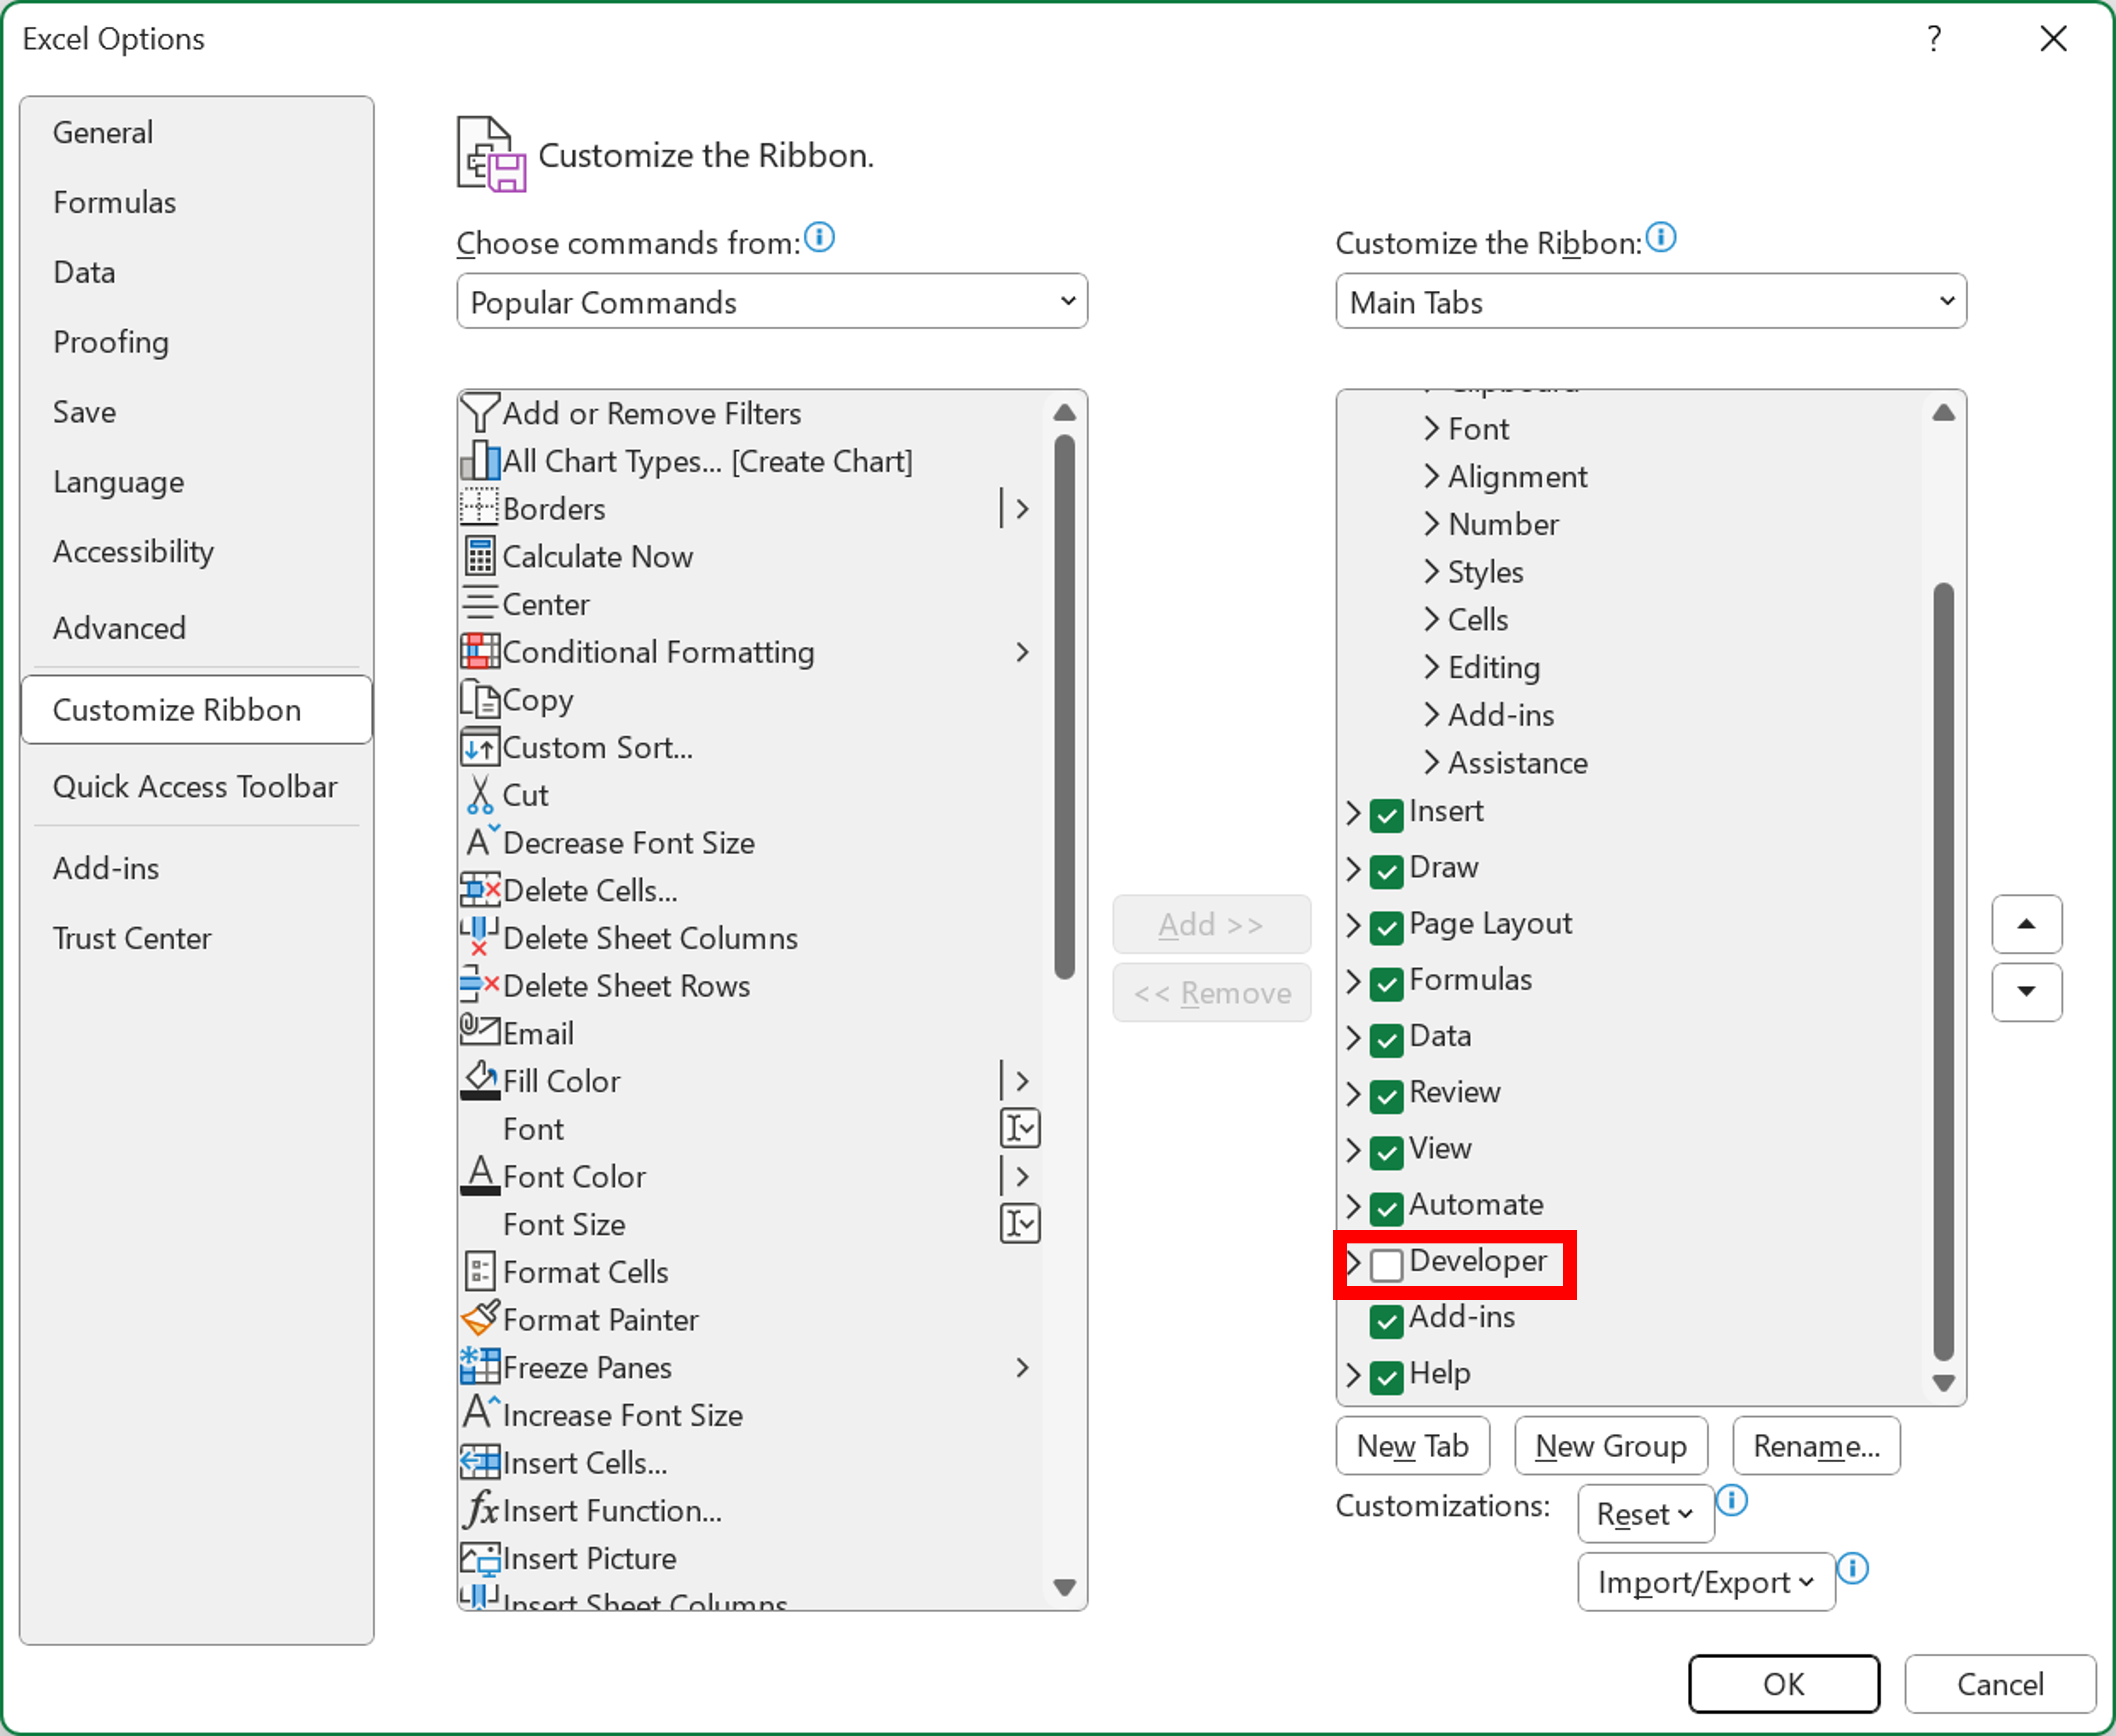 Excel Options
?
General
Formulas
Data
Proofing
Save
Language
Accessibility
Advanced
Customize Ribbon
Quick Access Toolbar
Add-ins
Trust Center
Customize the Ribbon.
Choose commands from:
Popular Commands
Add or Remove Filters
All Chart Types... [Create Chart]
Borders
Calculate Now
Center
Conditional Formatting
Copy
Custom Sort...
Cut
Decrease Font Size
Delete Cells...
Delete Sheet Columns
Delete Sheet Rows
Email
Fill Color
Font
Font Color
Font Size
Format Cells
Format Painter
Freeze Panes
Increase Font Size
Insert Cells...
Insert Function...
Insert Picture
Insert Sheet Columns
Add >>
<< Remove
Customize the Ribbon:
Main Tabs
Clipboard
Font
Alignment
Number
Styles
Cells
Editing
Add-ins
Assistance
Insert
Draw
Page Layout
Formulas
Data
Review
View
Automate
Developer
Add-ins
Help
New Tab
New Group
Rename...
Customizations:
Reset
Import/Export
OK
Cancel